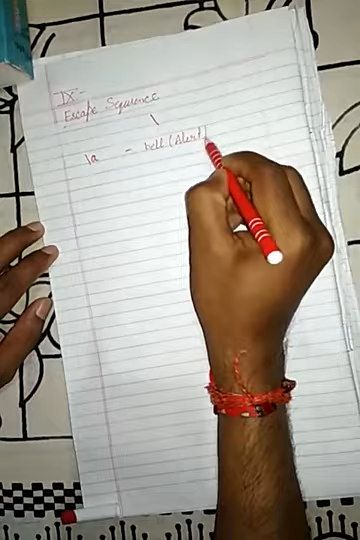 IX:-
Escape Sequence
\
\a - bell (Alert)